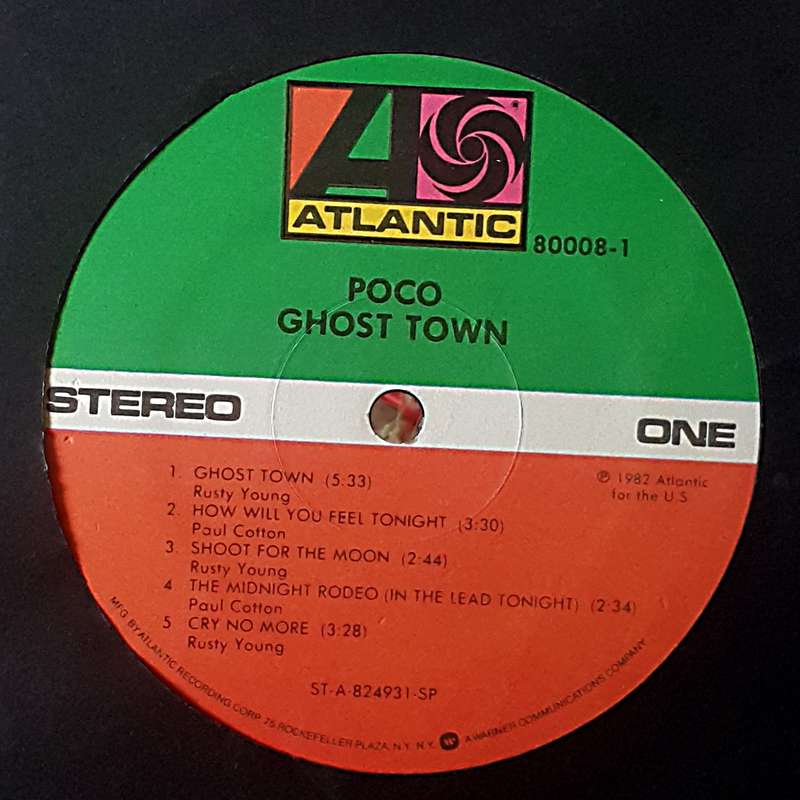 ATLANTIC
80008-1
POCO
GHOST TOWN
STEREO
ONE
℗ 1982 Atlantic
for the U S
1. GHOST TOWN (5.33)
Rusty Young
2. HOW WILL YOU FEEL TONIGHT (3:30)
Paul Cotton
3. SHOOT FOR THE MOON (2:44)
Rusty Young
4 THE MIDNIGHT RODEO (IN THE LEAD TONIGHT) (2:34)
Paul Cotton
5 CRY NO MORE (3:28)
Rusty Young
ST-A-824931-SP
MFG. BY ATLANTIC RECORDING CORP. 75 ROCKEFELLER PLAZA, N.Y. N.Y. A WARNER COMMUNICATIONS COMPANY